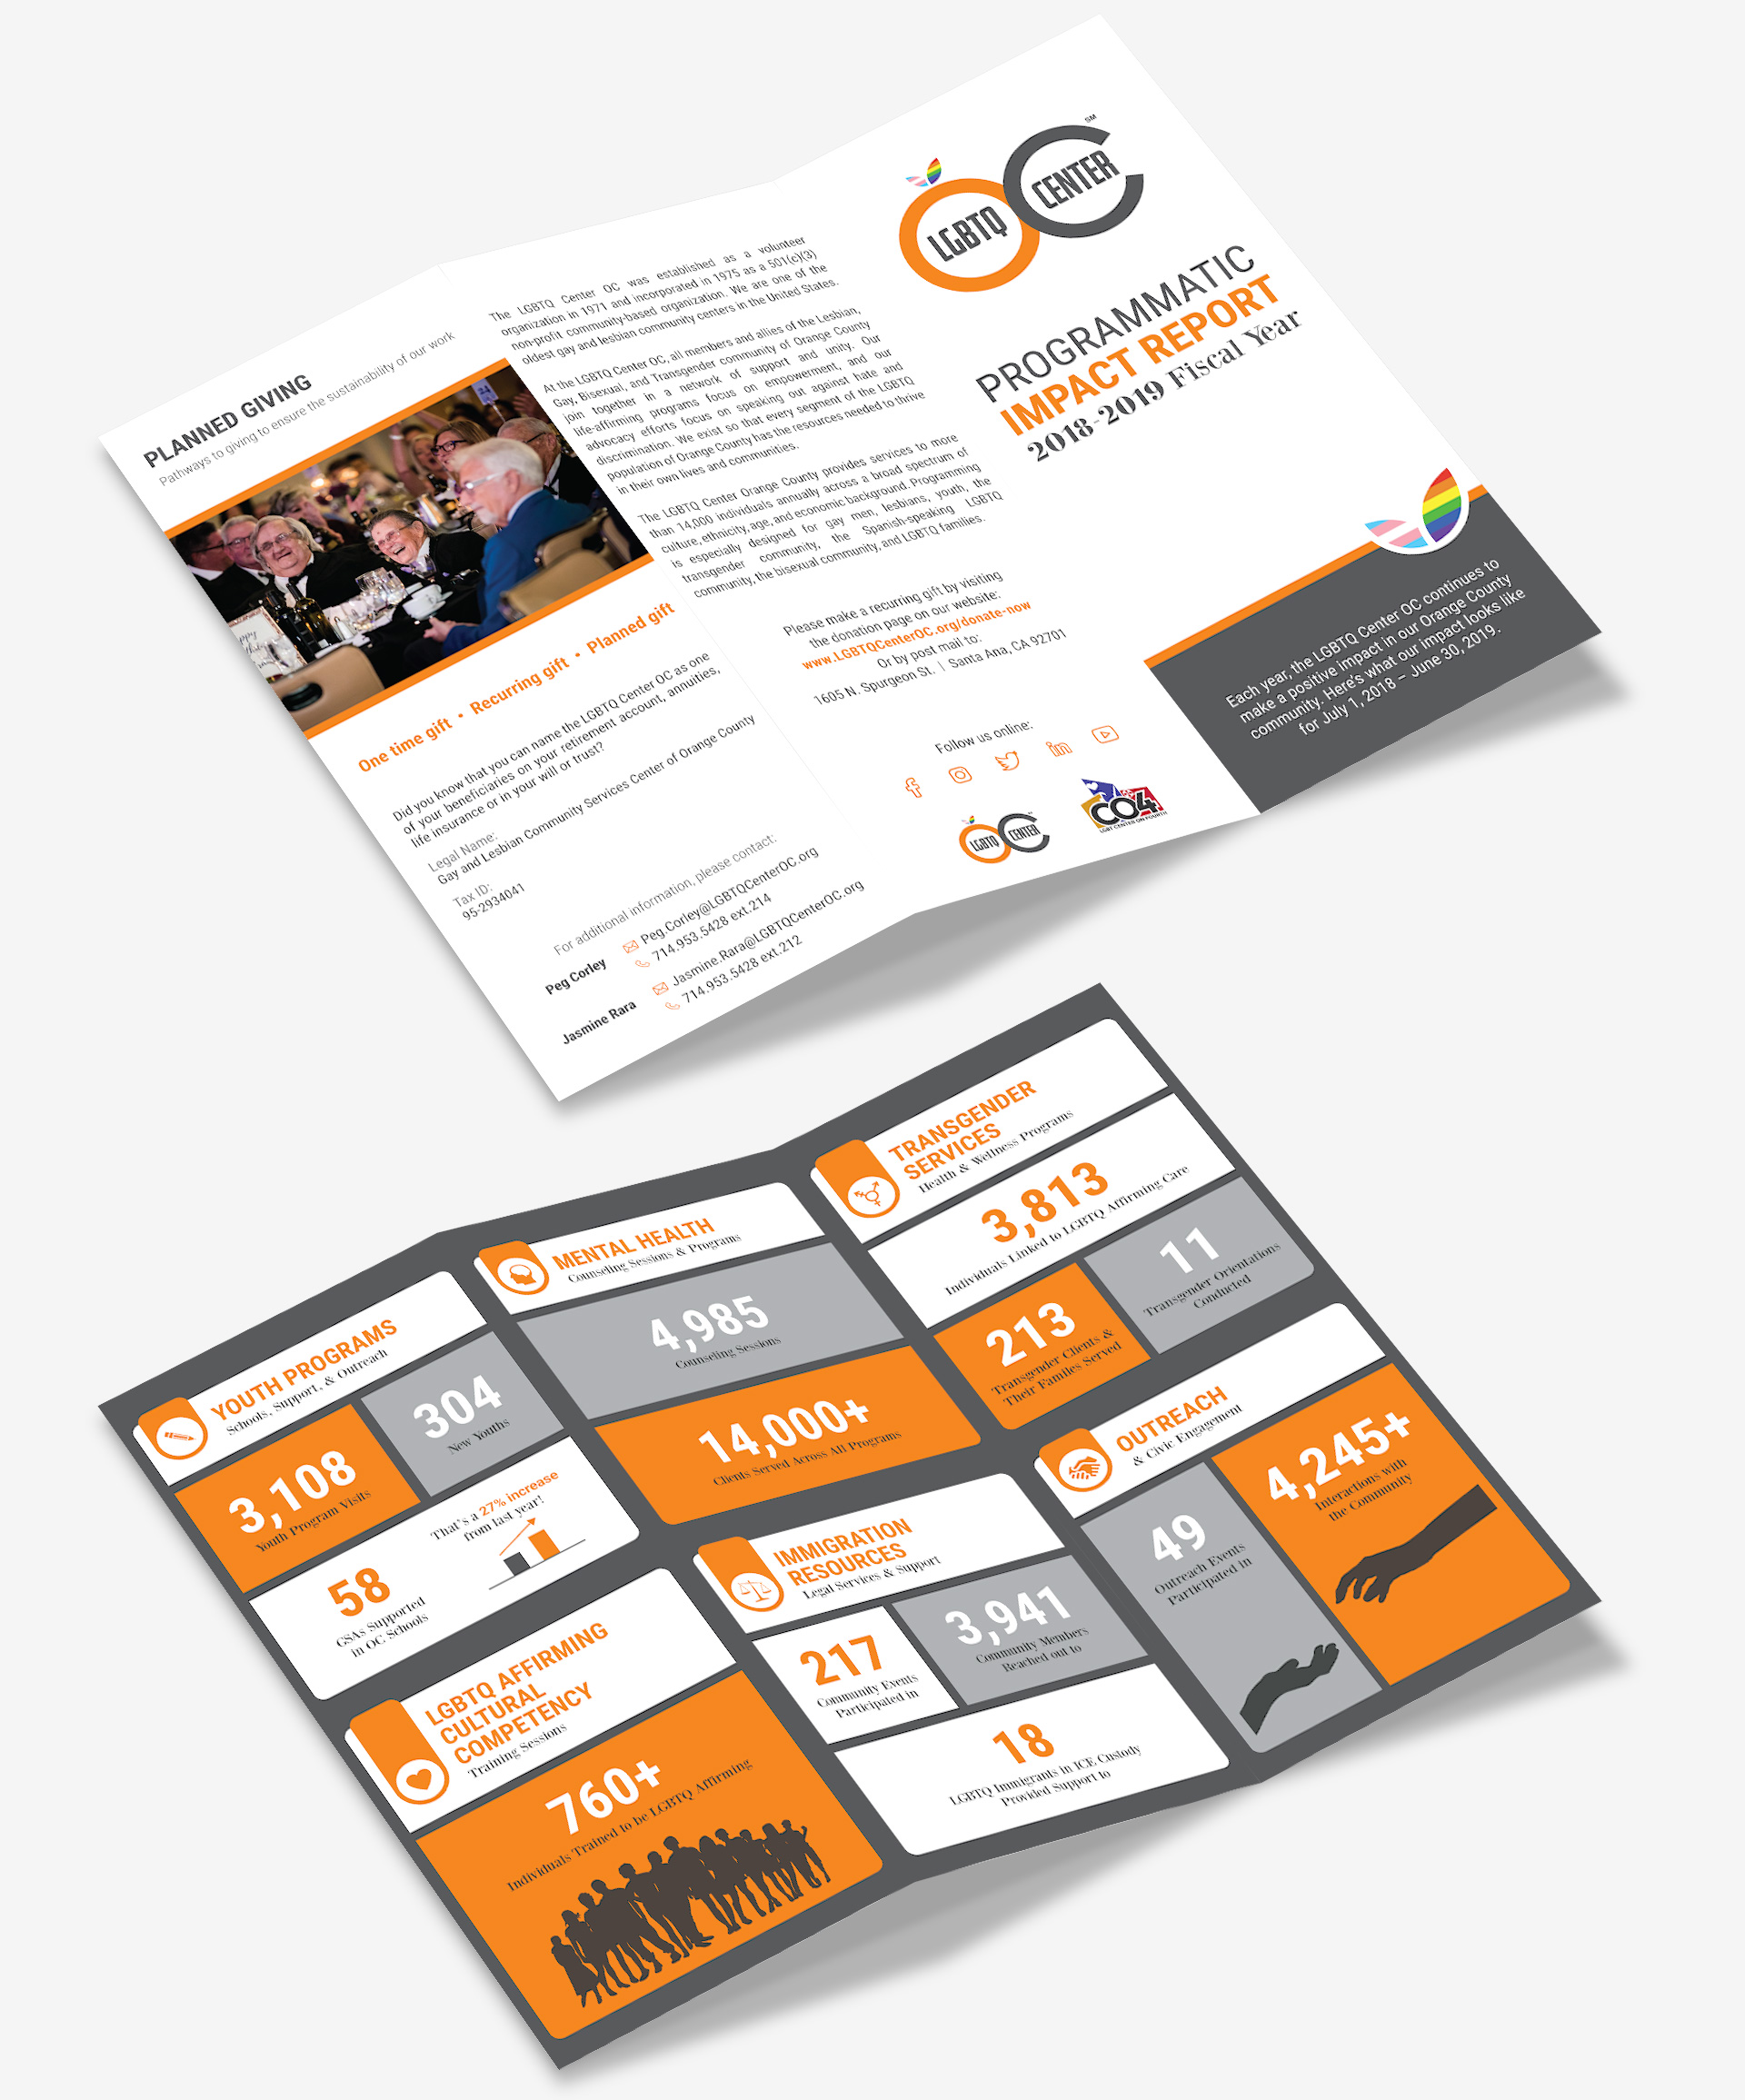 PLANNED GIVING
Pathways to giving to ensure the sustainability of our work
One time gift • Recurring gift • Planned gift
Did you know that you can name the LGBTQ Center OC as one
of your beneficiaries on your retirement account, annuities,
life insurance or in your will or trust?
Legal Name:
Gay and Lesbian Community Services Center of Orange County
Tax ID:
95-2934041
For additional information, please contact:
Peg Corley
Peg.Corley@LGBTQCenterOC.org
714.953.5428 ext.214
Jasmine Rara
Jasmine.Rara@LGBTQCenterOC.org
714.953.5428 ext.212
The LGBTQ Center OC was established as a volunteer
organization in 1971 and incorporated in 1975 as a 501(c)(3)
non-profit community-based organization. We are one of the
oldest gay and lesbian community centers in the United States.
At the LGBTQ Center OC, all members and allies of the Lesbian,
Gay, Bisexual, and Transgender community of Orange County
join together in a network of support and unity. Our
life-affirming programs focus on empowerment, and our
advocacy efforts focus on speaking out against hate and
discrimination. We exist so that every segment of the LGBTQ
population of Orange County has the resources needed to thrive
in their own lives and communities.
The LGBTQ Center Orange County provides services to more
than 14,000 individuals annually across a broad spectrum of
culture, ethnicity, age, and economic background. Programming
is especially designed for gay men, lesbians, youth, the
transgender community, the Spanish-speaking LGBTQ
community, the bisexual community, and LGBTQ families.
Please make a recurring gift by visiting
the donation page on our website:
www.LGBTQCenterOC.org/donate-now
Or by post mail to:
1605 N. Spurgeon St. | Santa Ana, CA 92701
Follow us online:
LGBTQ CENTER
CO4
LGBT CENTER ON FOURTH
LGBTQ CENTER SM
PROGRAMMATIC
IMPACT REPORT
2018-2019 Fiscal Year
Each year, the LGBTQ Center OC continues to
make a positive impact in our Orange County
community. Here's what our impact looks like
for July 1, 2018 – June 30, 2019.
YOUTH PROGRAMS
Schools, Support, & Outreach
3,108
Youth Program Visits
304
New Youths
58
GSAs Supported
in OC Schools
That's a 27% increase
from last year!
LGBTQ AFFIRMING
CULTURAL
COMPETENCY
Training Sessions
760+
Individuals Trained to be LGBTQ Affirming
MENTAL HEALTH
Counseling Sessions & Programs
4,985
Counseling Sessions
14,000+
Clients Served Across All Programs
IMMIGRATION
RESOURCES
Legal Services & Support
217
Community Events
Participated in
3,941
Community Members
Reached out to
18
LGBTQ Immigrants in ICE Custody
Provided Support to
TRANSGENDER
SERVICES
Health & Wellness Programs
3,813
Individuals Linked to LGBTQ Affirming Care
213
Transgender Clients &
Their Familes Served
11
Transgender Orientations
Conducted
OUTREACH
& Civic Engagement
49
Outreach Events
Participated in
4,245+
Interactions with
the Community